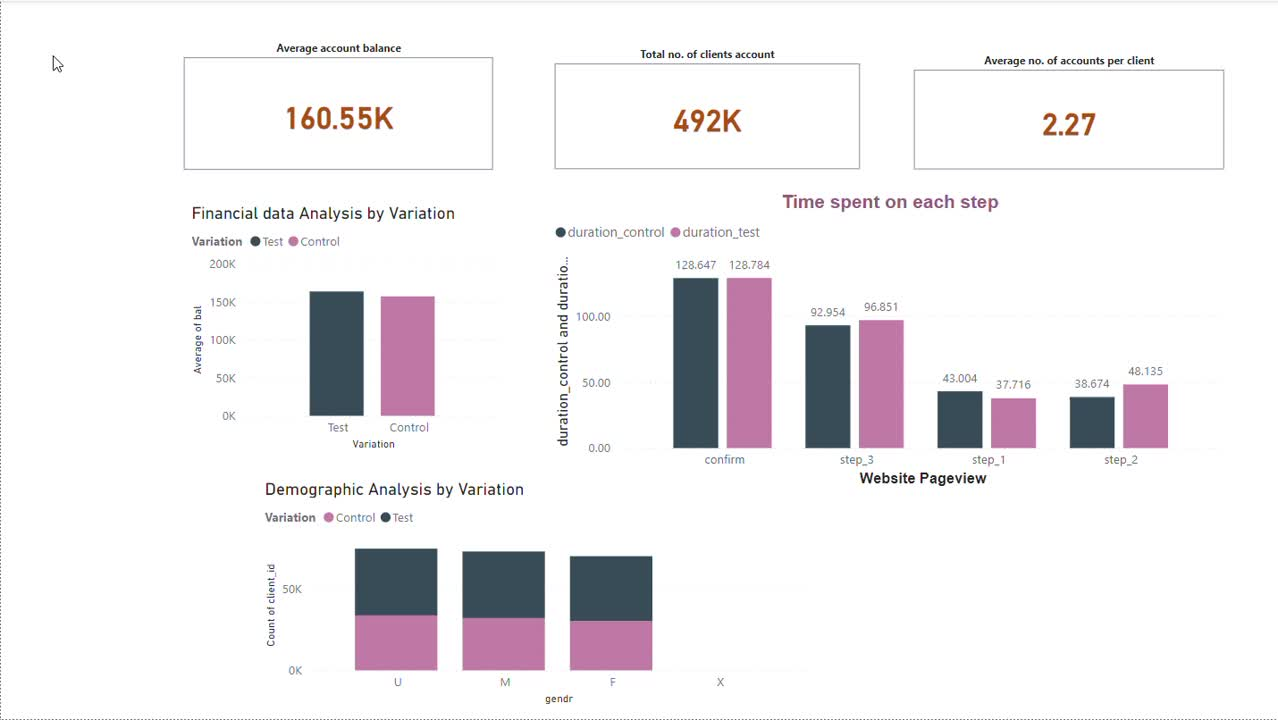 Average account balance
160.55K
Total no. of clients account
492K
Average no. of accounts per client
2.27
Financial data Analysis by Variation
Variation Test Control
200K
150K
100K
50K
0K
Average of bal
Test Control
Variation
Time spent on each step
duration_control duration_test
duration_control and duratio...
100.00
50.00
0.00
128.647 128.784
92.954 96.851
43.004 37.716
38.674 48.135
confirm step_3 step_1 step_2
Website Pageview
Demographic Analysis by Variation
Variation Control Test
Count of client_id
50K
0K
U M F X
gendr